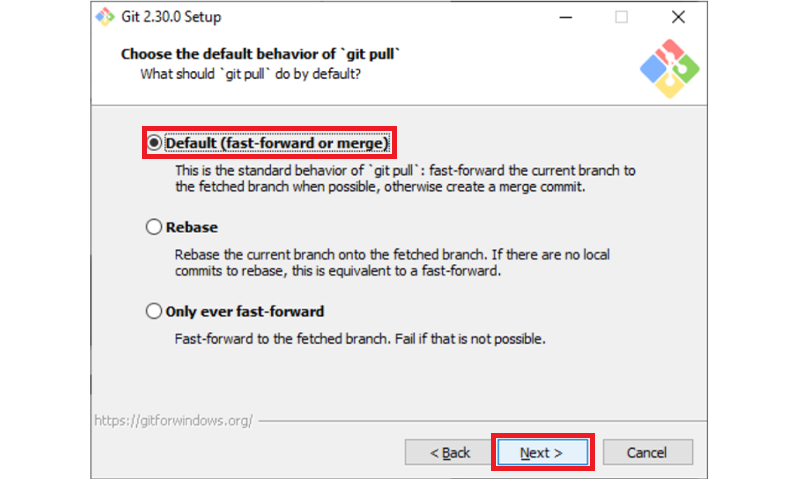 Git 2.30.0 Setup
Choose the default behavior of `git pull`
What should `git pull` do by default?
Default (fast-forward or merge)
This is the standard behavior of `git pull`: fast-forward the current branch to
the fetched branch when possible, otherwise create a merge commit.
Rebase
Rebase the current branch onto the fetched branch. If there are no local
commits to rebase, this is equivalent to a fast-forward.
Only ever fast-forward
Fast-forward to the fetched branch. Fail if that is not possible.
https://gitforwindows.org/
< Back Next > Cancel